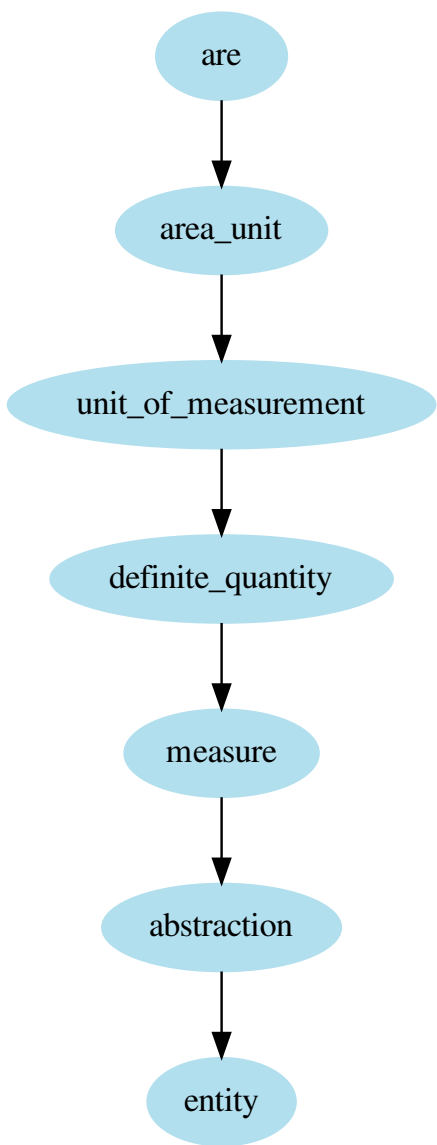 are
area_unit
unit_of_measurement
definite_quantity
measure
abstraction
entity